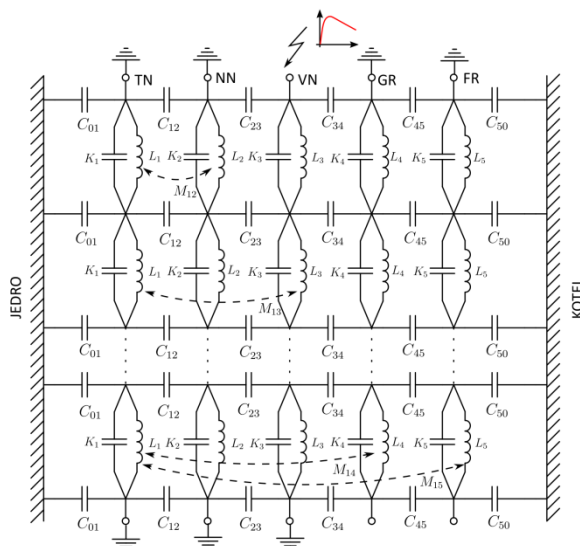 TN NN VN GR FR
C01 C12 C23 C34 C45 C50
K1 L1 K2 L2 K3 L3 K4 L4 K5 L5
M12
C01 C12 C23 C34 C45 C50
K1 L1 K2 L2 K3 L3 K4 L4 K5 L5
M13
C01 C12 C23 C34 C45 C50
C01 C12 C23 C34 C45 C50
K1 L1 K2 L2 K3 L3 K4 L4 K5 L5
M14
M15
C01 C12 C23 C34 C45 C50
JEDRO
KOTEL